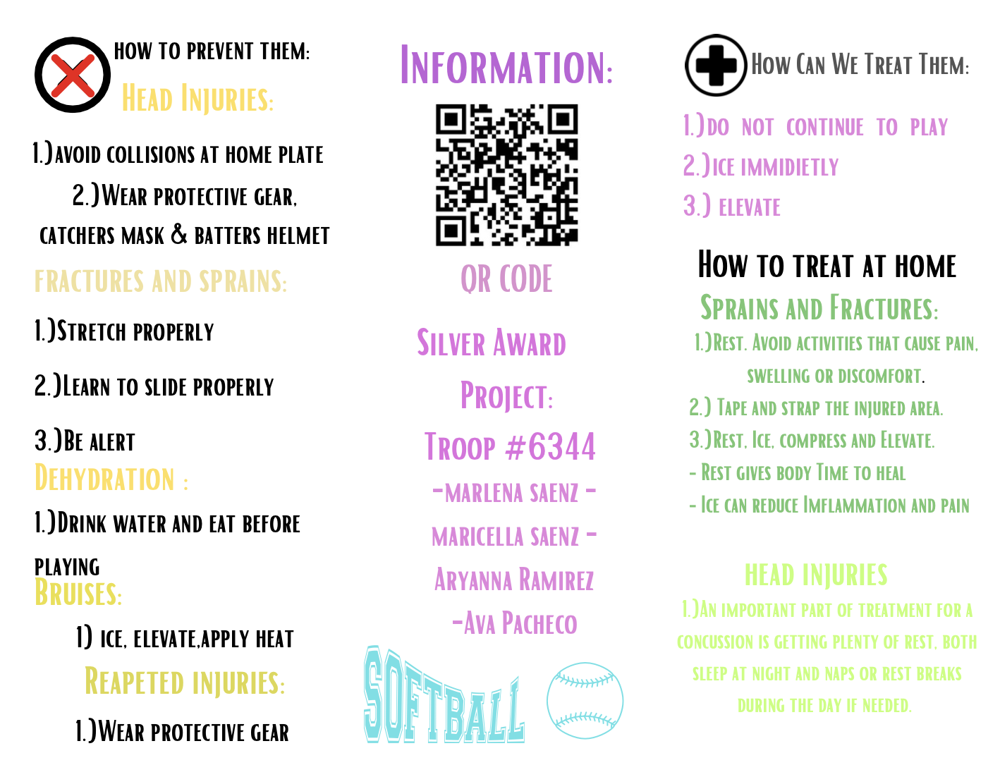 HOW TO PREVENT THEM:
HEAD INJURIES:
1.)AVOID COLLISIONS AT HOME PLATE
2.)WEAR PROTECTIVE GEAR,
CATCHERS MASK & BATTERS HELMET
FRACTURES AND SPRAINS:
1.)STRETCH PROPERLY
2.)LEARN TO SLIDE PROPERLY
3.)BE ALERT
DEHYDRATION :
1.)DRINK WATER AND EAT BEFORE
PLAYING
BRUISES:
1) ICE, ELEVATE,APPLY HEAT
REAPETED INJURIES:
1.)WEAR PROTECTIVE GEAR
INFORMATION:
QR CODE
SILVER AWARD
PROJECT:
TROOP #6344
-MARLENA SAENZ -
MARICELLA SAENZ -
ARYANNA RAMIREZ
-AVA PACHECO
SOFTBALL
HOW CAN WE TREAT THEM:
1.)DO NOT CONTINUE TO PLAY
2.)ICE IMMIDIETLY
3.) ELEVATE
HOW TO TREAT AT HOME
SPRAINS AND FRACTURES:
1.)REST. AVOID ACTIVITIES THAT CAUSE PAIN,
SWELLING OR DISCOMFORT.
2.) TAPE AND STRAP THE INJURED AREA.
3.)REST, ICE, COMPRESS AND ELEVATE.
- REST GIVES BODY TIME TO HEAL
- ICE CAN REDUCE IMFLAMMATION AND PAIN
HEAD INJURIES
1.)AN IMPORTANT PART OF TREATMENT FOR A
CONCUSSION IS GETTING PLENTY OF REST, BOTH
SLEEP AT NIGHT AND NAPS OR REST BREAKS
DURING THE DAY IF NEEDED.